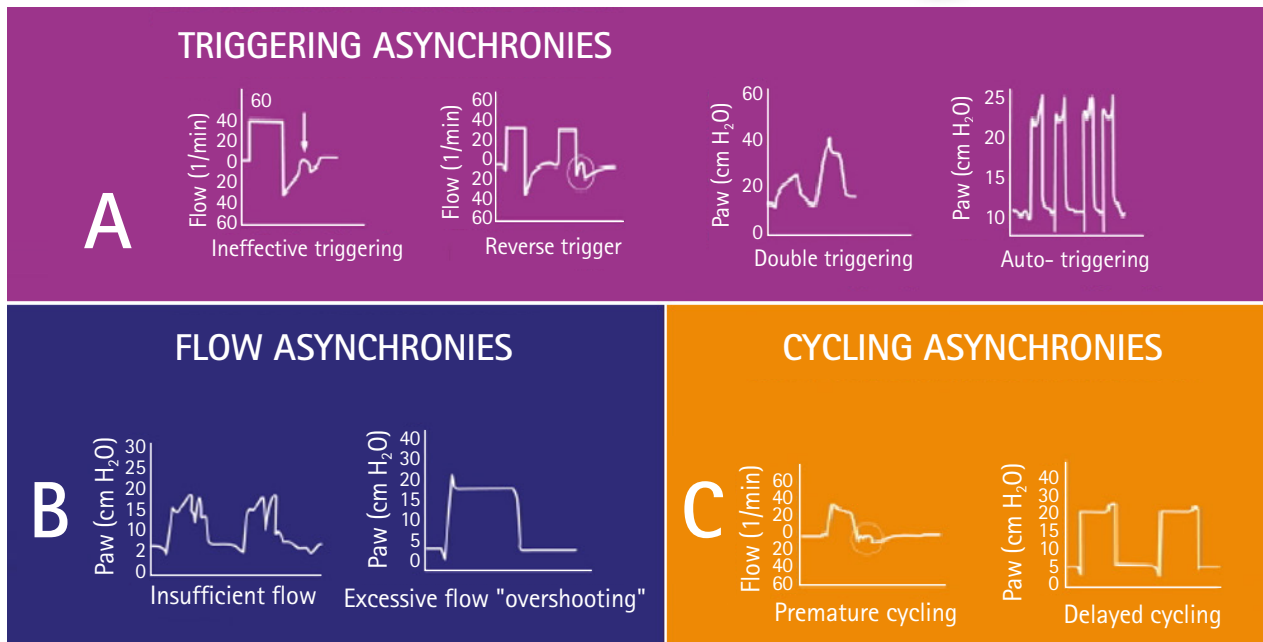 TRIGGERING ASYNCHRONIES
A
Flow (1/min)
60
40
20
0
20
40
60
Ineffective triggering
Flow (1/min)
60
40
20
0
20
40
60
Reverse trigger
Paw (cm H₂O)
60
40
20
0
Double triggering
Paw (cm H₂O)
25
20
15
10
Auto- triggering
FLOW ASYNCHRONIES
B
Paw (cm H₂O)
30
25
20
15
10
2
0
Insufficient flow
Paw (cm H₂O)
40
30
20
15
10
5
0
Excessive flow "overshooting"
CYCLING ASYNCHRONIES
C
Flow (1/min)
60
40
20
0
20
40
60
Premature cycling
Paw (cm H₂O)
40
30
20
15
10
5
0
Delayed cycling